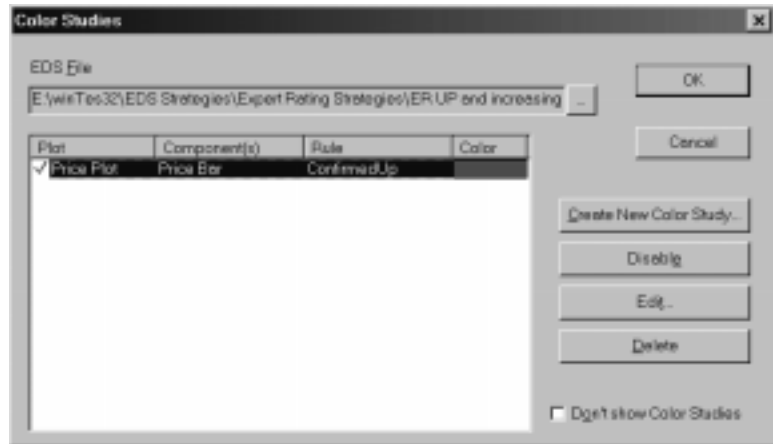 Color Studies
EDS File
E:\winTes32\EDS Strategies\Expert Rating Strategies\ER UP and increasing
...
OK
Cancel
Plot Component(s) Rule Color
Price Plot Price Bar ConfirmedUp
Create New Color Study...
Disable
Edit...
Delete
Don't show Color Studies